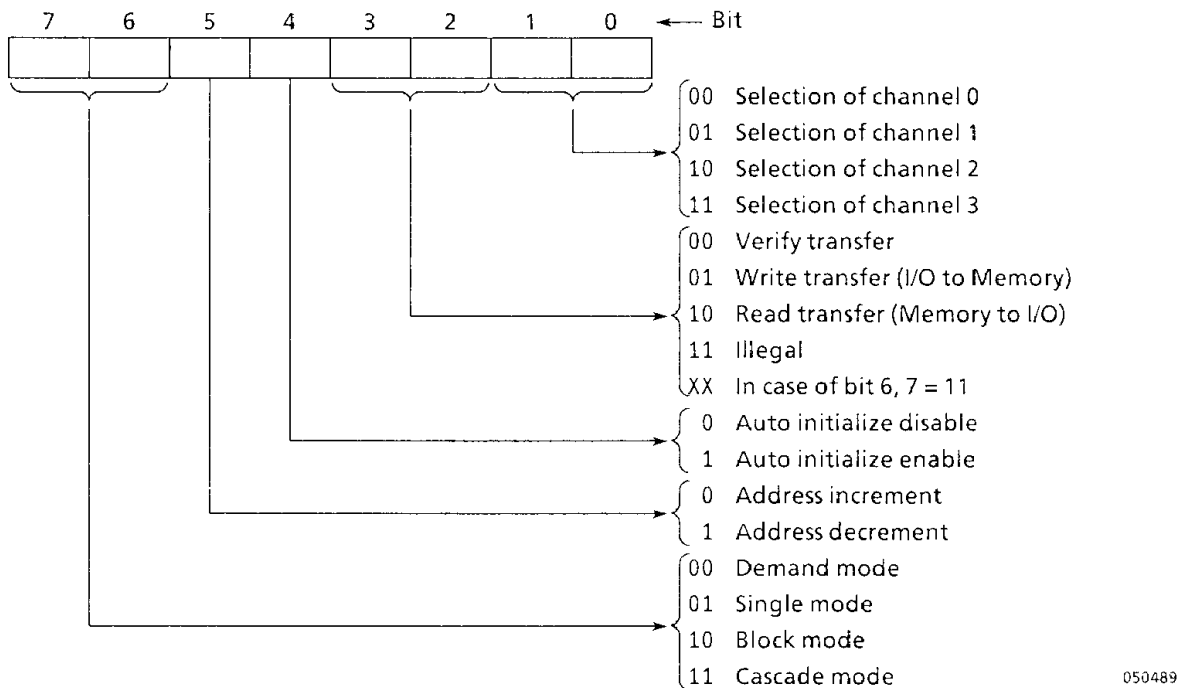 7 6 5 4 3 2 1 0 Bit
00 Selection of channel 0
01 Selection of channel 1
10 Selection of channel 2
11 Selection of channel 3
00 Verify transfer
01 Write transfer (I/O to Memory)
10 Read transfer (Memory to I/O)
11 Illegal
XX In case of bit 6, 7 = 11
0 Auto initialize disable
1 Auto initialize enable
0 Address increment
1 Address decrement
00 Demand mode
01 Single mode
10 Block mode
11 Cascade mode
050489